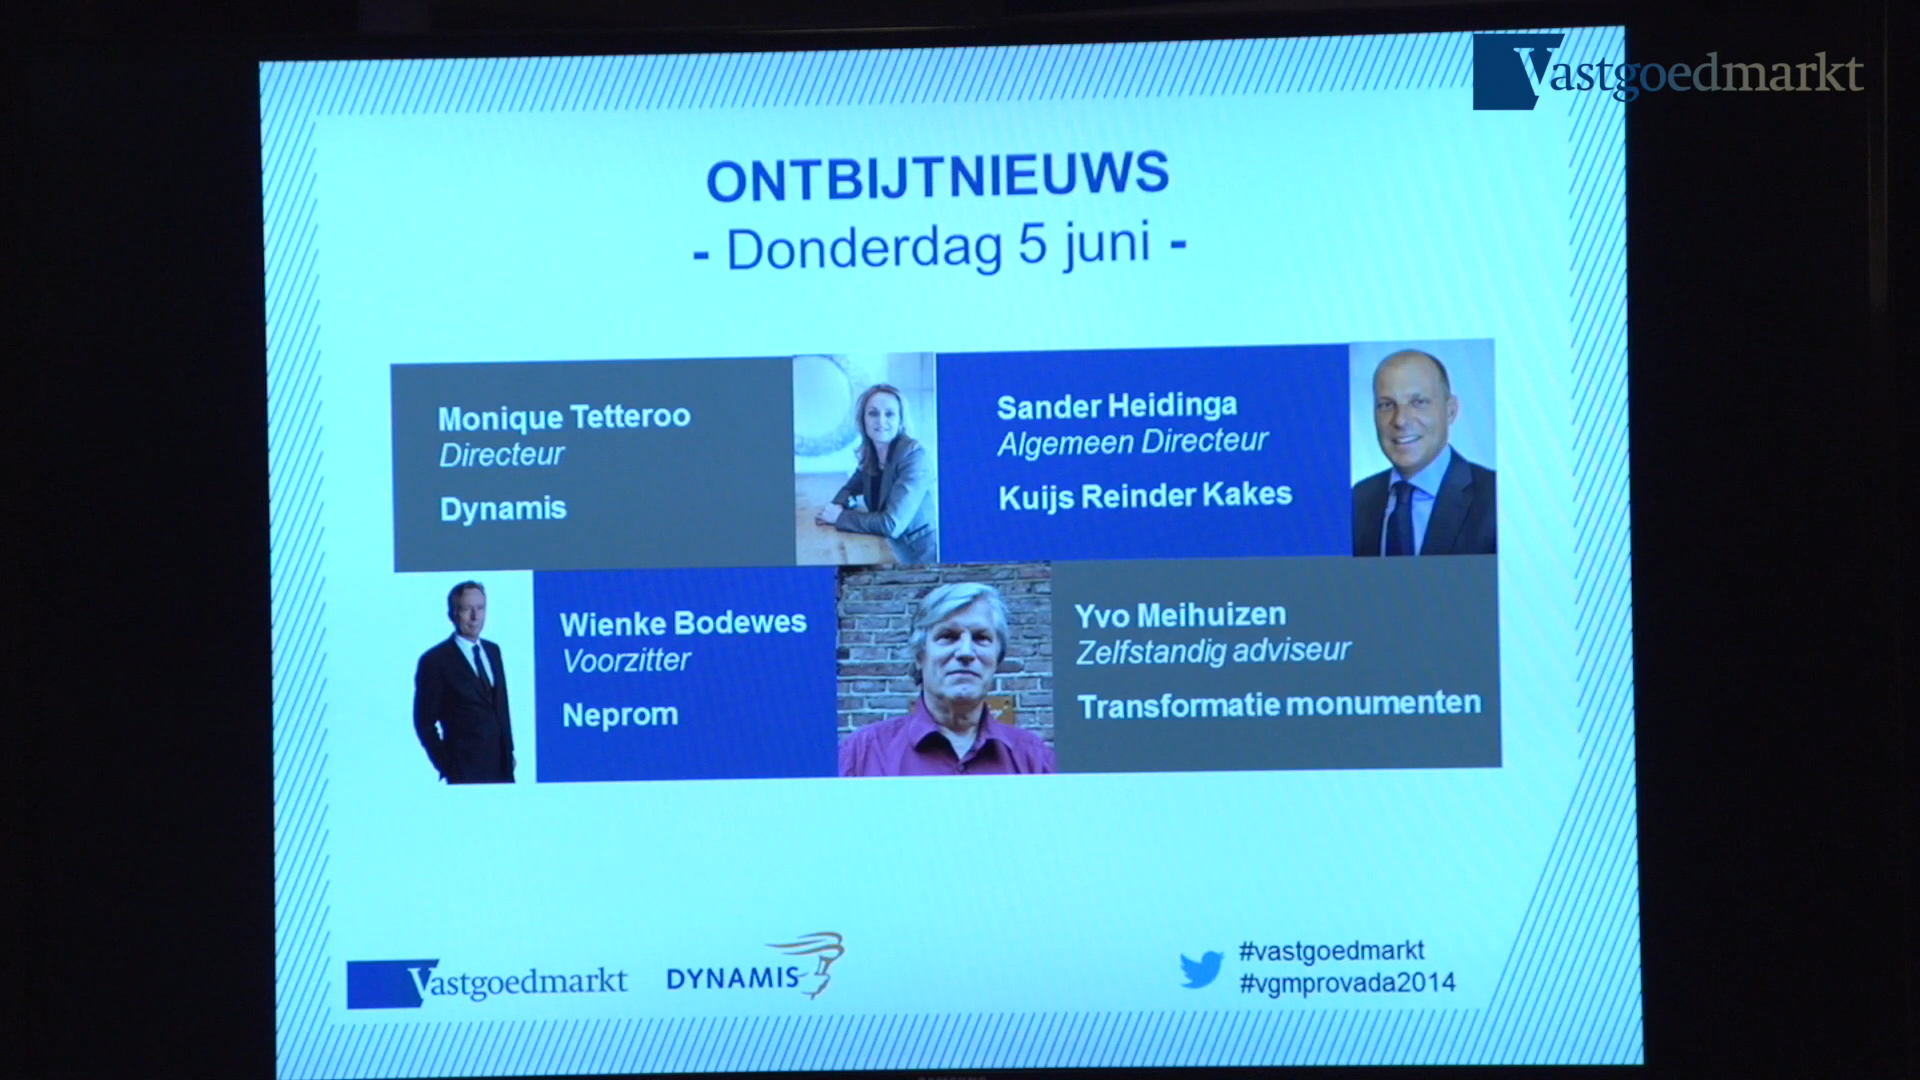 Vastgoedmarkt
ONTBIJTNIEUWS
- Donderdag 5 juni -
Monique Tetteroo
Directeur
Dynamis
Sander Heidinga
Algemeen Directeur
Kuijs Reinder Kakes
Wienke Bodewes
Voorzitter
Neprom
Yvo Meihuizen
Zelfstandig adviseur
Transformatie monumenten
Vastgoedmarkt
DYNAMIS
#vastgoedmarkt
#vgmprovada2014